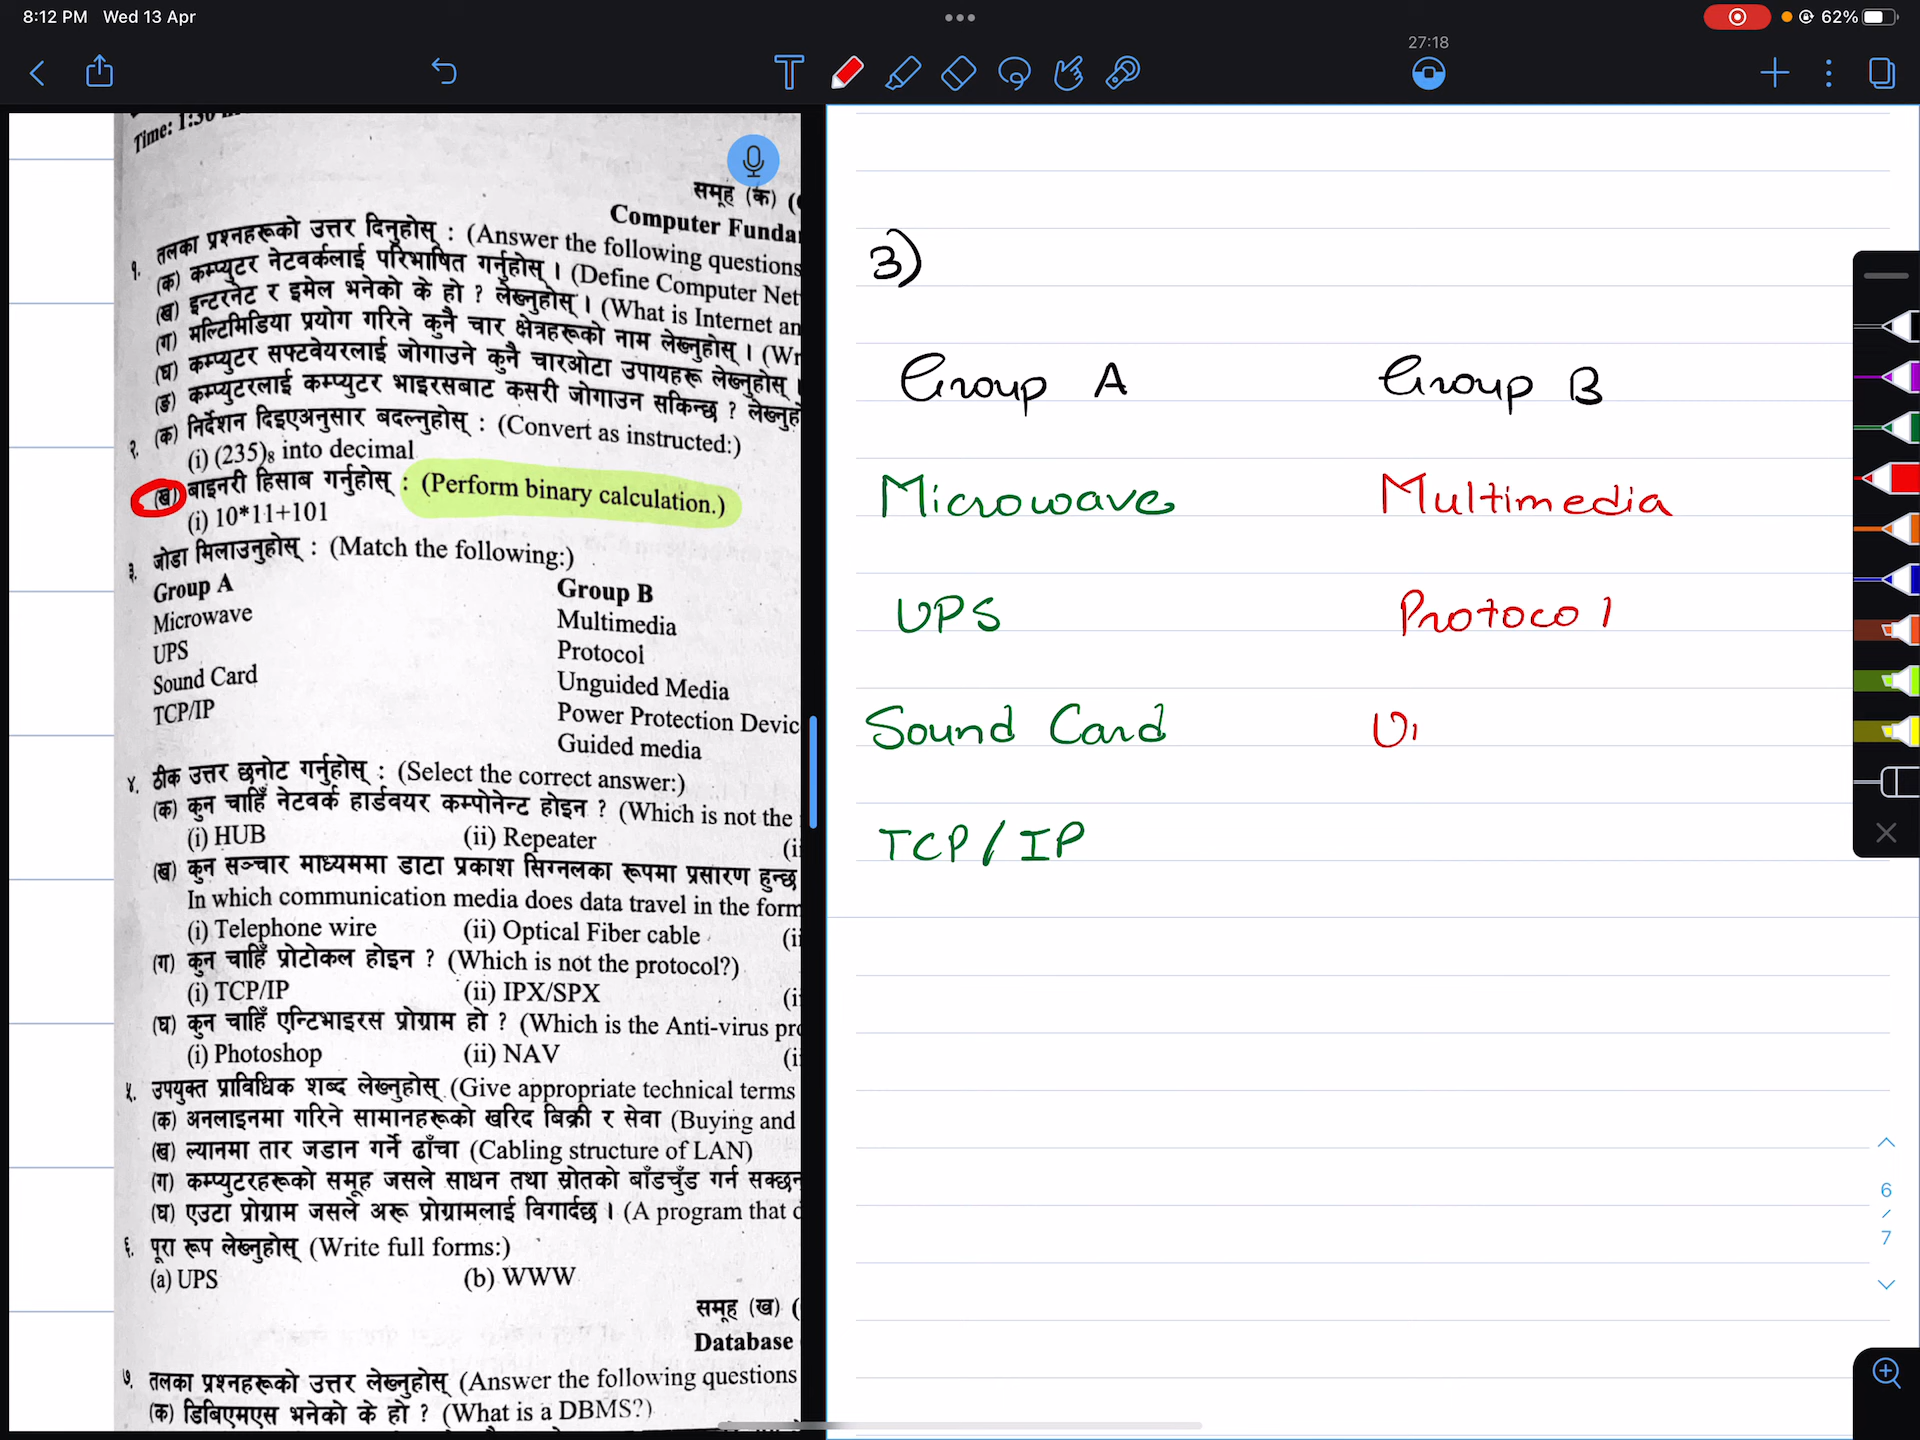 8:12 PM Wed 13 Apr
62%
27:18
Time: 1:30
समूह (क) (
Computer Funda
१. तलका प्रश्नहरूको उत्तर दिनुहोस् : (Answer the following questions
(क) कम्प्युटर नेटवर्कलाई परिभाषित गर्नुहोस् । (Define Computer Net
(ख) इन्टरनेट र इमेल भनेको के हो ? लेख्नुहोस् । (What is Internet an
(ग) मल्टिमिडिया प्रयोग गरिने कुनै चार क्षेत्रहरूको नाम लेख्नुहोस् । (Wr
(घ) कम्प्युटर सफ्टवेयरलाई जोगाउने कुनै चारओटा उपायहरू लेख्नुहोस् ।
(ङ) कम्प्युटरलाई कम्प्युटर भाइरसबाट कसरी जोगाउन सकिन्छ ? लेख्नुह
२. (क) निर्देशन दिइएअनुसार बदल्नुहोस् : (Convert as instructed:)
(i) (235)₈ into decimal
(ख) बाइनरी हिसाब गर्नुहोस् : (Perform binary calculation.)
(i) 10*11+101
३. जोडा मिलाउनुहोस् : (Match the following:)
Group A Group B
Microwave Multimedia
UPS Protocol
Sound Card Unguided Media
TCP/IP Power Protection Devic
Guided media
४. ठीक उत्तर छनोट गर्नुहोस् : (Select the correct answer:)
(क) कुन चाहिँ नेटवर्क हार्डवयर कम्पोनेन्ट होइन ? (Which is not the
(i) HUB (ii) Repeater (i
(ख) कुन सञ्चार माध्यममा डाटा प्रकाश सिग्नलका रूपमा प्रसारण हुन्छ
In which communication media does data travel in the form
(i) Telephone wire (ii) Optical Fiber cable (i
(ग) कुन चाहिँ प्रोटोकल होइन ? (Which is not the protocol?)
(i) TCP/IP (ii) IPX/SPX (i
(घ) कुन चाहिँ एन्टिभाइरस प्रोग्राम हो ? (Which is the Anti-virus pro
(i) Photoshop (ii) NAV (i
५. उपयुक्त प्राविधिक शब्द लेख्नुहोस् (Give appropriate technical terms
(क) अनलाइनमा गरिने सामानहरूको खरिद बिक्री र सेवा (Buying and
(ख) ल्यानमा तार जडान गर्ने ढाँचा (Cabling structure of LAN)
(ग) कम्प्युटरहरूको समूह जसले साधन तथा स्रोतको बाँडचुँड गर्न सक्छन
(घ) एउटा प्रोग्राम जसले अरू प्रोग्रामलाई विगार्दछ । (A program that d
६. पूरा रूप लेख्नुहोस् (Write full forms:)
(a) UPS (b) WWW
समूह (ख) (
Database
७. तलका प्रश्नहरूको उत्तर लेख्नुहोस् (Answer the following questions
(क) डिबिएमएस भनेको के हो ? (What is a DBMS?)
3)
Group A Group B
Microwave Multimedia
UPS Protocol
Sound Card
TCP/IP
6
/
7